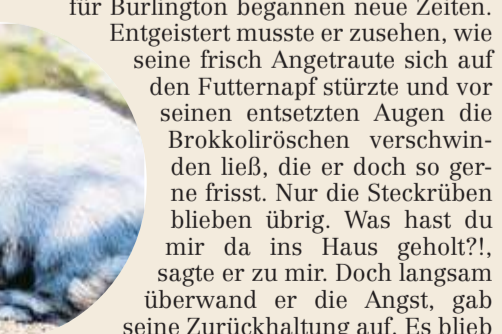 für Burlington begannen neue Zeiten.
Entgeistert musste er zusehen, wie
seine frisch Angetraute sich auf
den Futternapf stürzte und vor
seinen entsetzten Augen die
Brokkoliröschen verschwin-
den ließ, die er doch so ger-
ne frisst. Nur die Steckrüben
blieben übrig. Was hast du
mir da ins Haus geholt?!,
sagte er zu mir. Doch langsam
überwand er die Angst, gab
seine Zurückhaltung auf. Es blieb